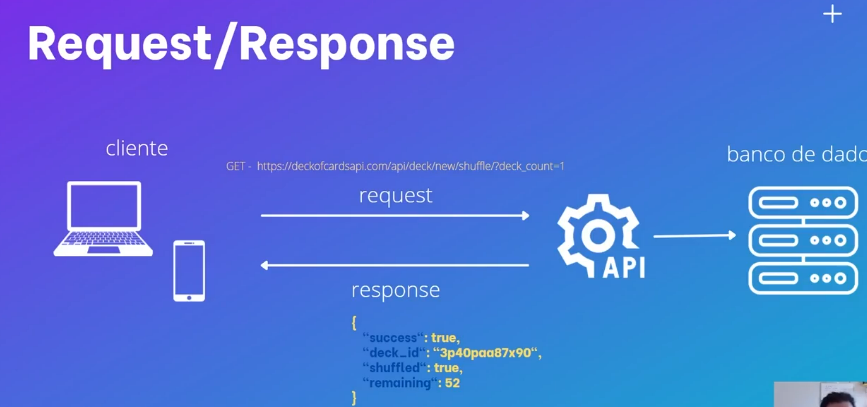 Request/Response
cliente
banco de dado
GET - https://deckofcardsapi.com/api/deck/new/shuffle/?deck_count=1
request
API
response
{
"success": true,
"deck_id": "3p40paa87x90",
"shuffled": true,
"remaining": 52
}